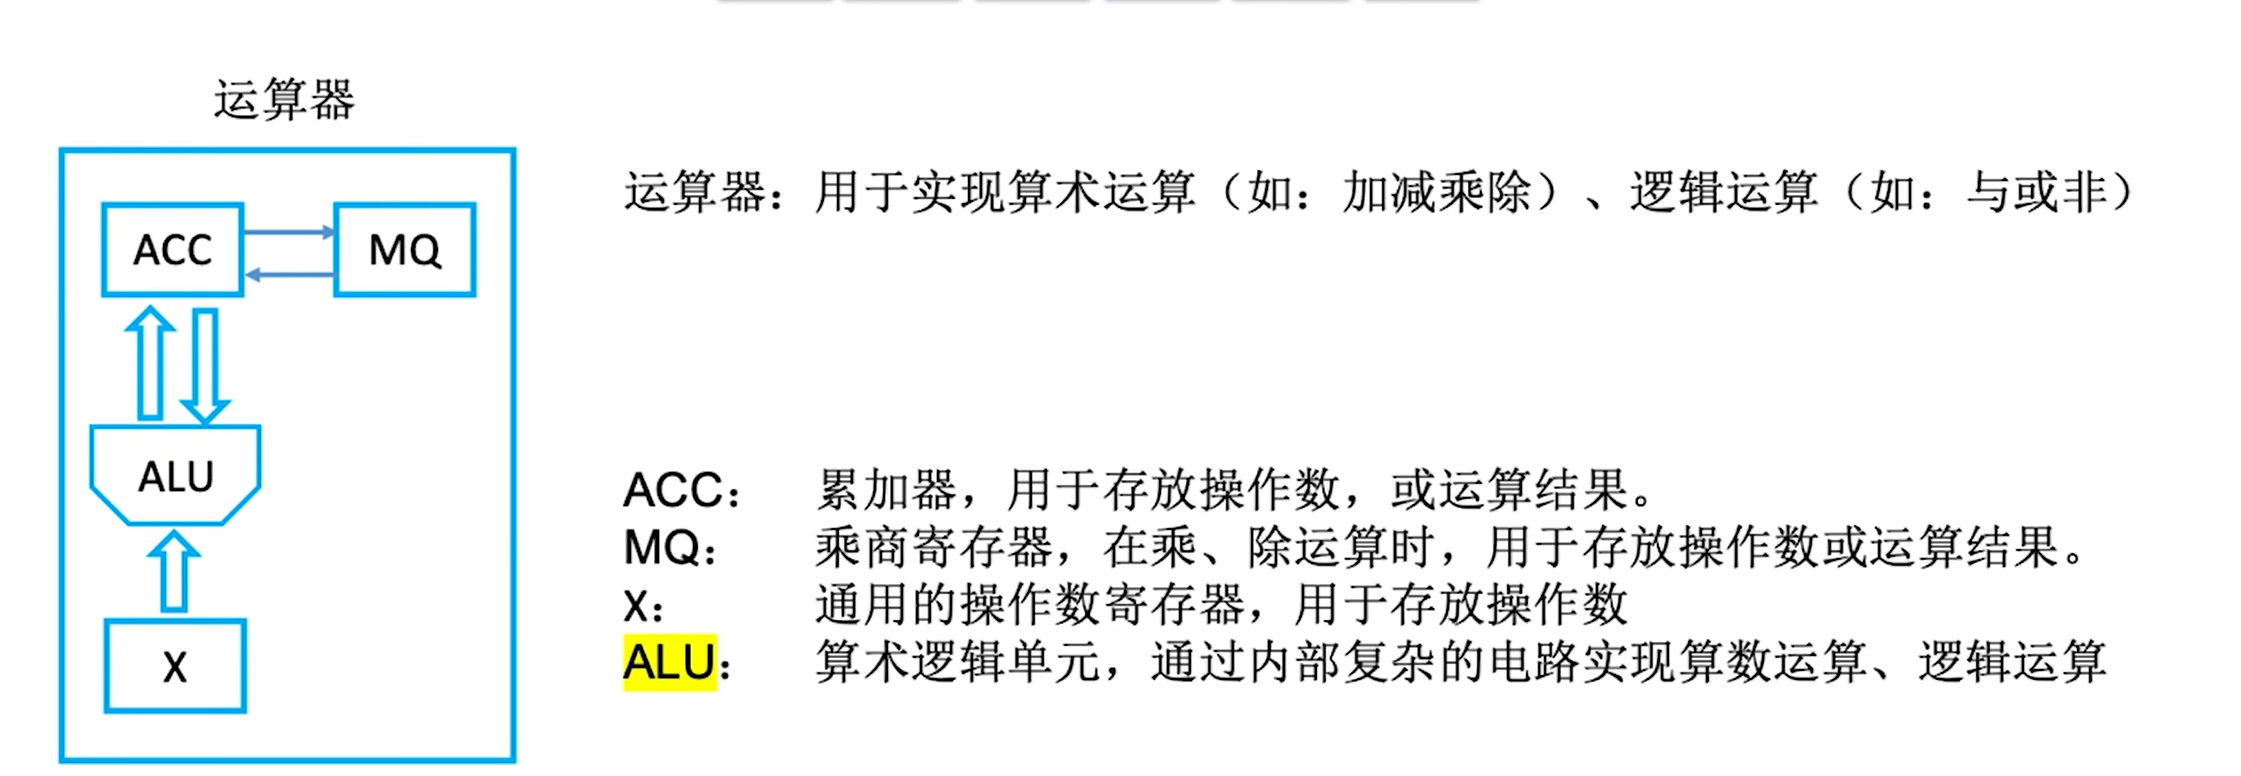 运算器
运算器：用于实现算术运算（如：加减乘除）、逻辑运算（如：与或非）
ACC
MQ
ALU
X
ACC： 累加器，用于存放操作数，或运算结果。
MQ： 乘商寄存器，在乘、除运算时，用于存放操作数或运算结果。
X： 通用的操作数寄存器，用于存放操作数
ALU： 算术逻辑单元，通过内部复杂的电路实现算数运算、逻辑运算